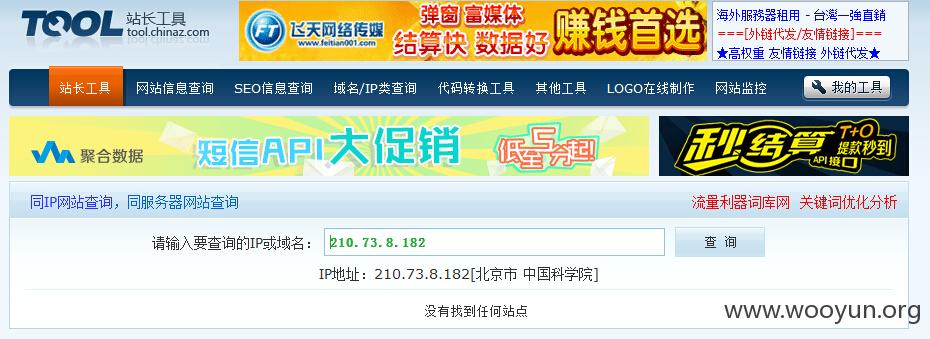 TOOL 站长工具
tool.chinaz.com
FT 飞天网络传媒
www.feitian001.com
弹窗 富媒体
结算快 数据好
赚钱首选
海外服務器租用 - 台灣一強直銷
===[外链代发/友情链接]===
★高权重 友情链接 外链代发★
站长工具 网站信息查询 SEO信息查询 域名/IP类查询 代码转换工具 其他工具 LOGO在线制作 网站监控 我的工具
聚合数据 短信API大促销 低至5分起!
秒结算 T+0
提款秒到
API接口
同IP网站查询，同服务器网站查询 流量利器词库网 关键词优化分析
请输入要查询的IP或域名： 210.73.8.182 查 询
IP地址：210.73.8.182[北京市 中国科学院]
没有找到任何站点
www.wooyun.org